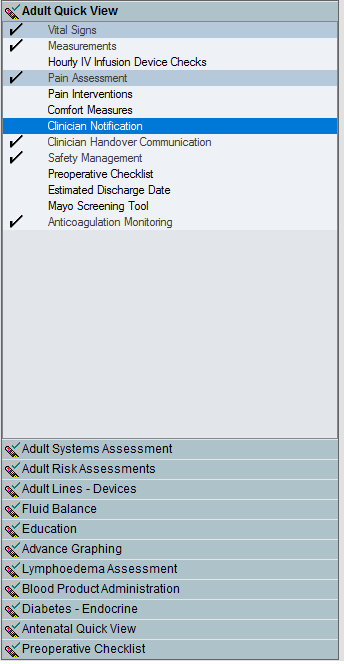 Adult Quick View
Vital Signs
Measurements
Hourly IV Infusion Device Checks
Pain Assessment
Pain Interventions
Comfort Measures
Clinician Notification
Clinician Handover Communication
Safety Management
Preoperative Checklist
Estimated Discharge Date
Mayo Screening Tool
Anticoagulation Monitoring
Adult Systems Assessment
Adult Risk Assessments
Adult Lines - Devices
Fluid Balance
Education
Advance Graphing
Lymphoedema Assessment
Blood Product Administration
Diabetes - Endocrine
Antenatal Quick View
Preoperative Checklist